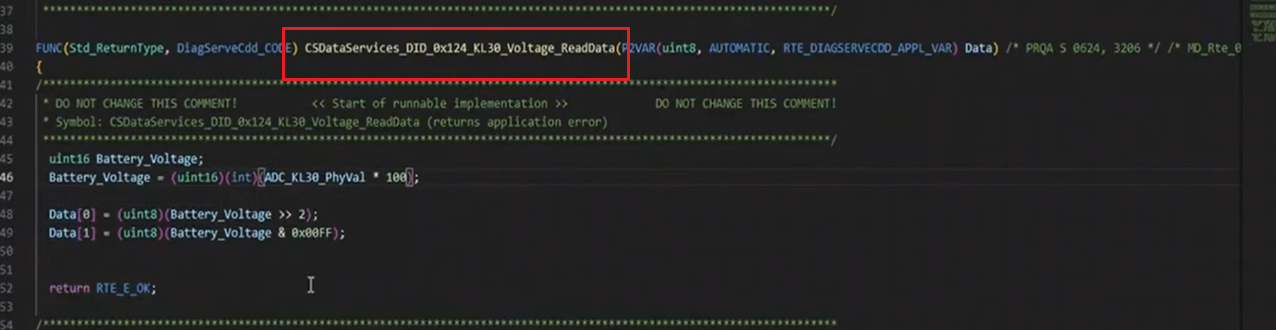 37 ***************************************************************************************/
38
39 FUNC(Std_ReturnType, DiagServeCdd_CODE) CSDataServices_DID_0x124_KL30_Voltage_ReadData(P2VAR(uint8, AUTOMATIC, RTE_DIAGSERVECDD_APPL_VAR) Data) /* PRQA S 0624, 3206 */ /* MD_Rte_0
40 {
41 /***************************************************************************************
42 * DO NOT CHANGE THIS COMMENT! << Start of runnable implementation >> DO NOT CHANGE THIS COMMENT!
43 * Symbol: CSDataServices_DID_0x124_KL30_Voltage_ReadData (returns application error)
44 ***************************************************************************************/
45 uint16 Battery_Voltage;
46 Battery_Voltage = (uint16)(int)(ADC_KL30_PhyVal * 100);
47
48 Data[0] = (uint8)(Battery_Voltage >> 2);
49 Data[1] = (uint8)(Battery_Voltage & 0x00FF);
50
51
52 return RTE_E_OK;
53
54 /***************************************************************************************